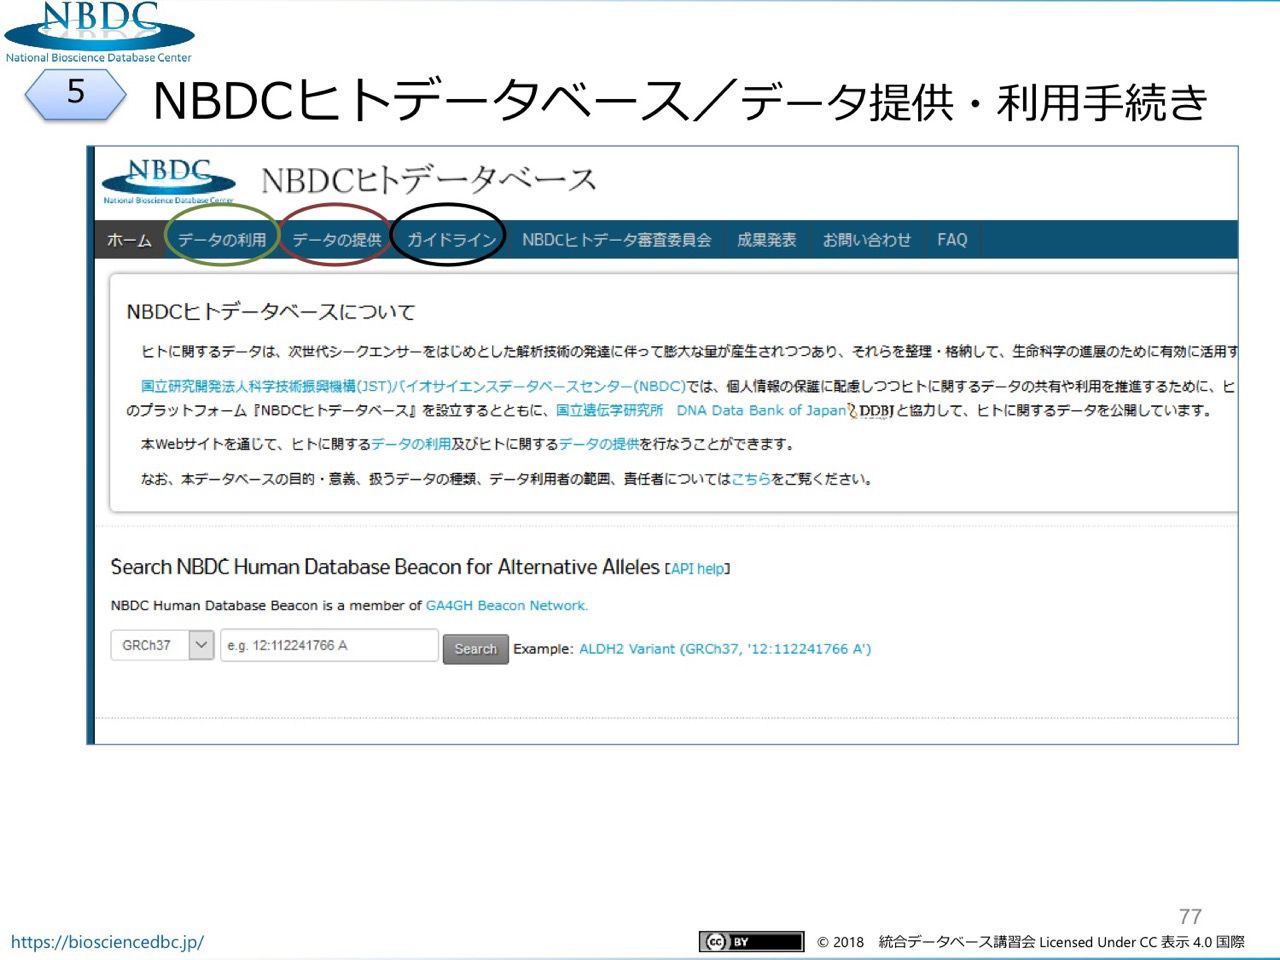 NBDC
National Bioscience Database Center
5
NBDCヒトデータベース／データ提供・利用手続き
NBDC
National Bioscience Database Center
NBDCヒトデータベース
ホーム データの利用 データの提供 ガイドライン NBDCヒトデータ審査委員会 成果発表 お問い合わせ FAQ
NBDCヒトデータベースについて
ヒトに関するデータは、次世代シークエンサーをはじめとした解析技術の発達に伴って膨大な量が産生されつつあり、それらを整理・格納して、生命科学の進展のために有効に活用す
国立研究開発法人科学技術振興機構(JST)バイオサイエンスデータベースセンター(NBDC)では、個人情報の保護に配慮しつつヒトに関するデータの共有や利用を推進するために、ヒ
のプラットフォーム『NBDCヒトデータベース』を設立するとともに、国立遺伝学研究所 DNA Data Bank of Japan DDBJと協力して、ヒトに関するデータを公開しています。
本Webサイトを通じて、ヒトに関するデータの利用及びヒトに関するデータの提供を行なうことができます。
なお、本データベースの目的・意義、扱うデータの種類、データ利用者の範囲、責任者についてはこちらをご覧ください。
Search NBDC Human Database Beacon for Alternative Alleles [API help]
NBDC Human Database Beacon is a member of GA4GH Beacon Network.
GRCh37 e.g. 12:112241766 A Search Example: ALDH2 Variant (GRCh37, '12:112241766 A')
77
https://biosciencedbc.jp/ cc BY © 2018 統合データベース講習会 Licensed Under CC 表示 4.0 国際